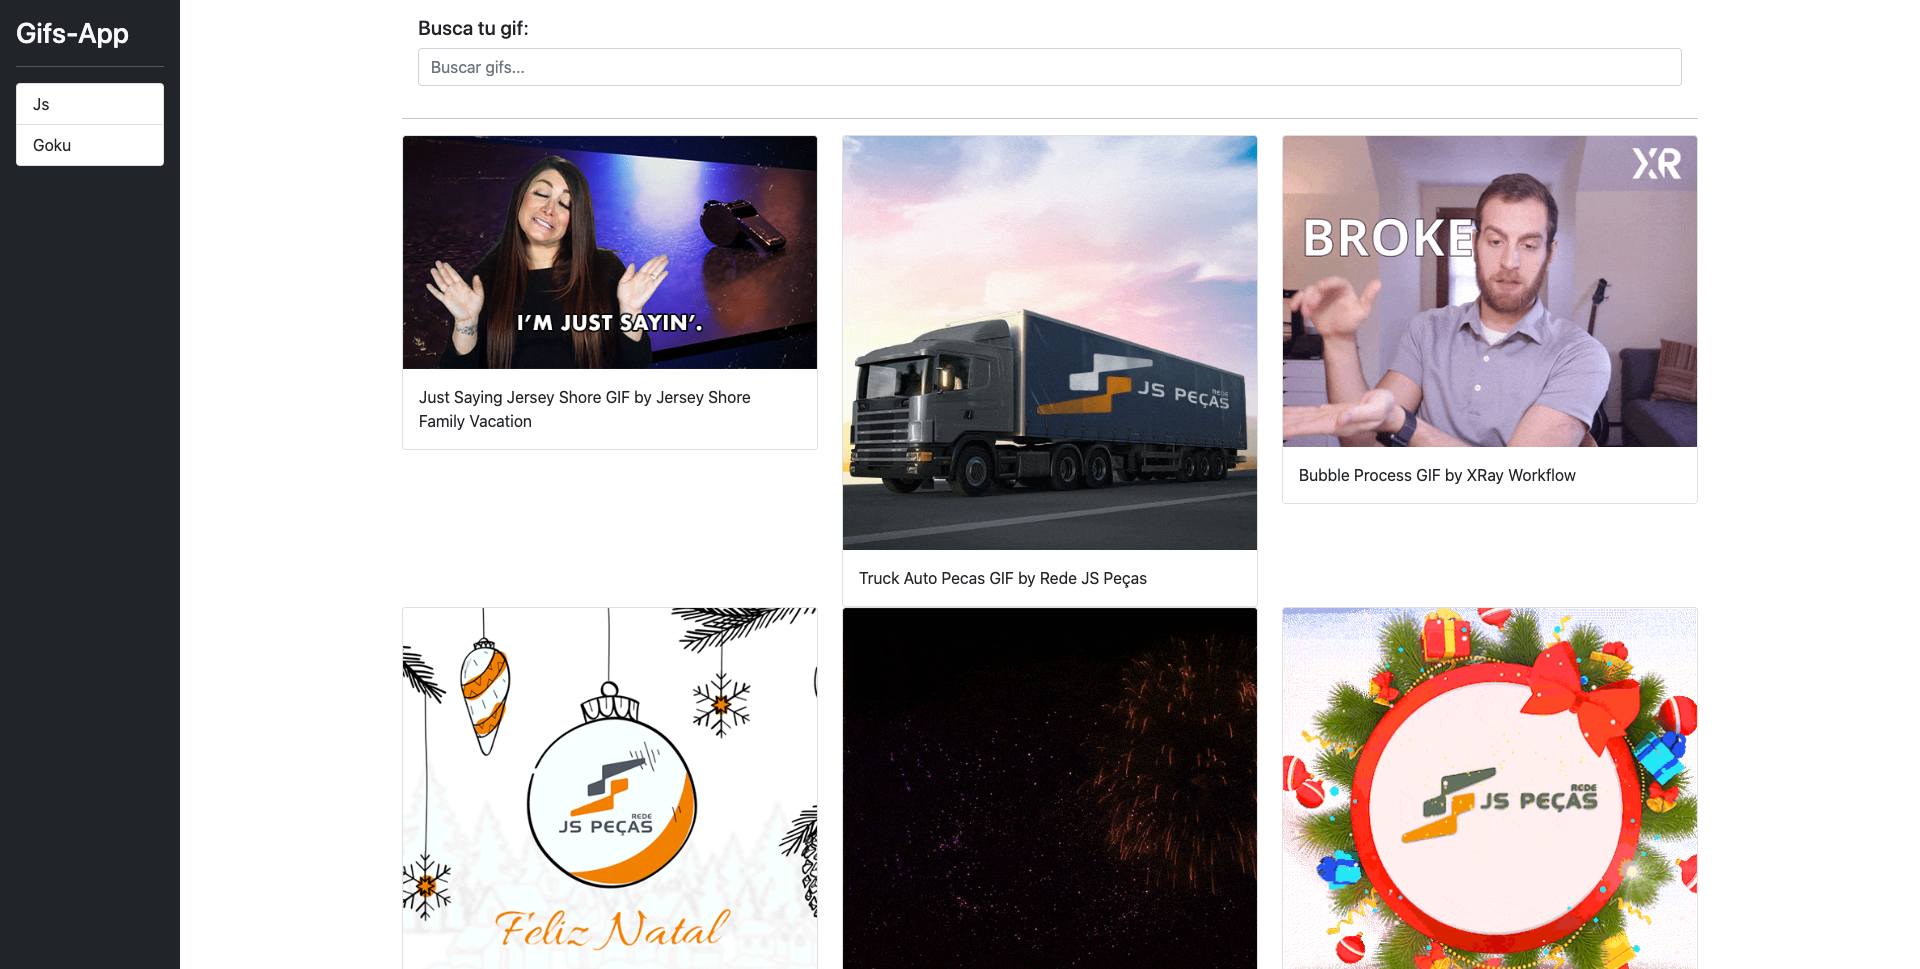 Gifs-App
Js
Goku
Busca tu gif:
Buscar gifs...
I'M JUST SAYIN'.
Just Saying Jersey Shore GIF by Jersey Shore
Family Vacation
REDE
JS PEÇAS
Truck Auto Pecas GIF by Rede JS Peças
XR
BROKE
Bubble Process GIF by XRay Workflow
REDE
JS PEÇAS
Feliz Natal
REDE
JS PEÇAS